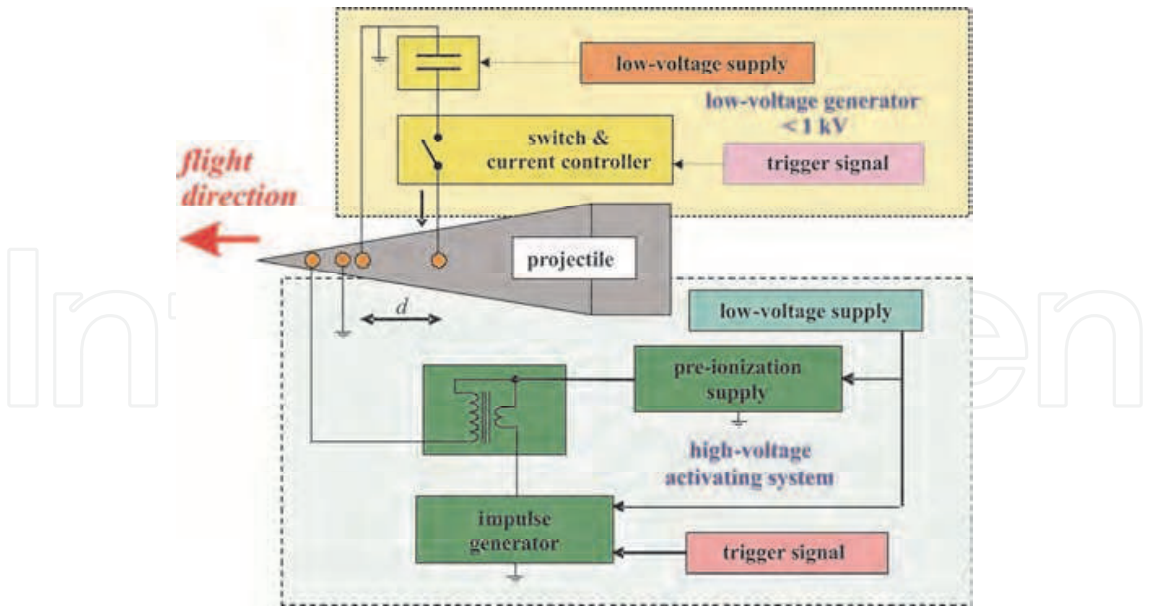 low-voltage supply
low-voltage generator
< 1 kV
switch &
current controller
trigger signal
flight
direction
projectile
d
low-voltage supply
pre-ionization
supply
high-voltage
activating system
impulse
generator
trigger signal